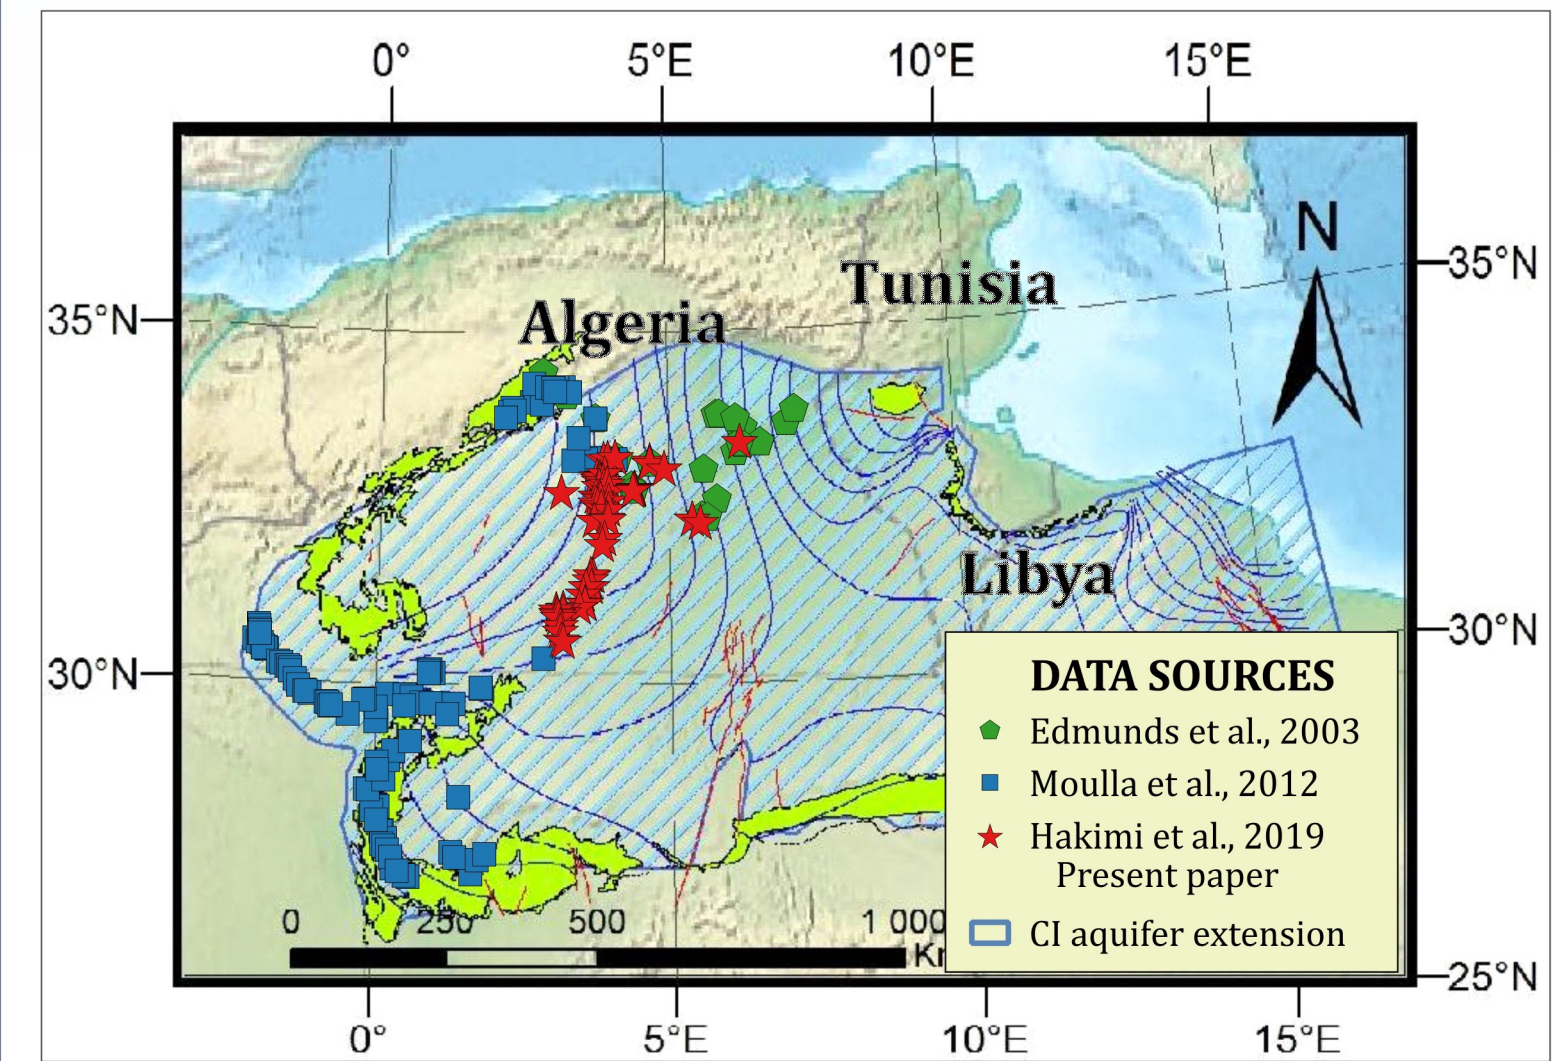 0° 5°E 10°E 15°E
N
35°N
Tunisia
35°N
Algeria
Libya
30°N
30°N
DATA SOURCES
Edmunds et al., 2003
Moulla et al., 2012
Hakimi et al., 2019
Present paper
CI aquifer extension
0 250 500 1 000
25°N
0° 5°E 10°E 15°E